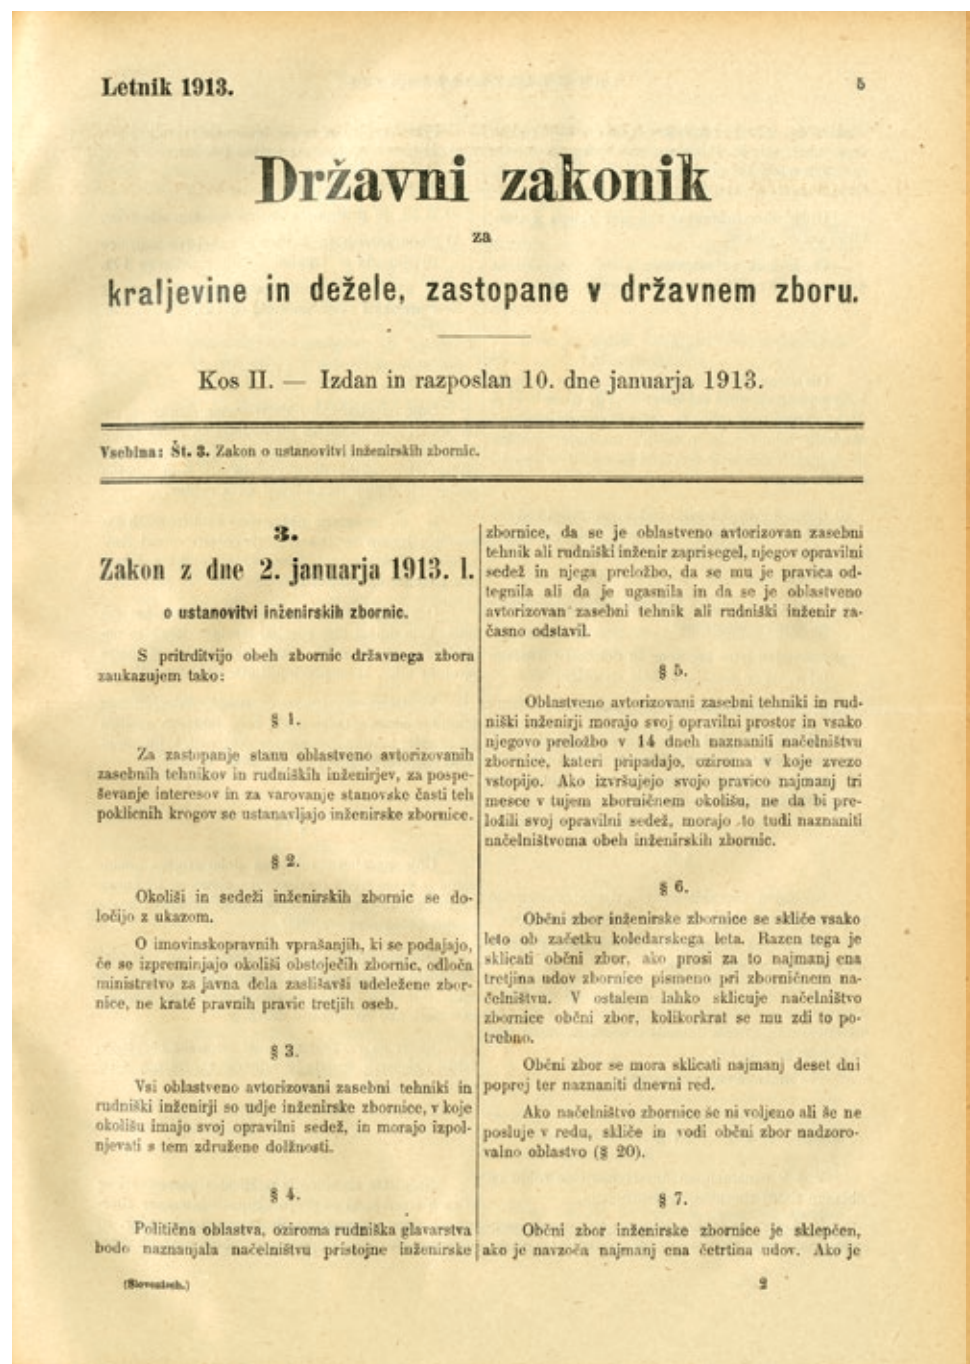 Letnik 1913.
5
Državni zakonik
za
kraljevine in dežele, zastopane v državnem zboru.
Kos II. — Izdan in razposlan 10. dne januarja 1913.
Vsebina: Št. 3. Zakon o ustanovitvi inženirskih zbornic.
3.
Zakon z dne 2. januarja 1913. l.
o ustanovitvi inženirskih zbornic.
S pritrditvijo obeh zbornic državnega zbora
zaukazujem tako:
§ 1.
Za zastopanje stanu oblastveno avtorizovanih
zasebnih tehnikov in rudniških inženirjev, za pospe-
ševanje interesov in za varovanje stanovske časti teh
poklicnih krogov se ustanavljajo inženirske zbornice.
§ 2.
Okoliši in sedeži inženirskih zbornic se do-
ločijo z ukazom.
O imovinskopravnih vprašanjih, ki se podajajo,
če se izpreminjajo okoliši obstoječih zbornic, odloča
ministrstvo za javna dela zaslišavši udeležene zbor-
nice, ne kraté pravnih pravic tretjih oseb.
§ 3.
Vsi oblastveno avtorizovani zasebni tehniki in
rudniški inženirji so udje inženirske zbornice, v koje
okolišu imajo svoj opravilni sedež, in morajo izpol-
njevati s tem združene dolžnosti.
§ 4.
Politična oblastva, oziroma rudniška glavarstva
bodo naznanjala načelništvu pristojne inženirske
(Slovenisch.)
zbornice, da se je oblastveno avtorizovan zasebni
tehnik ali rudniški inženir zaprisegel, njegov opravilni
sedež in njega preložbo, da se mu je pravica od-
tegnila ali da je ugasnila in da se je oblastveno
avtorizovan zasebni tehnik ali rudniški inženir za-
časno odstavil.
§ 5.
Oblastveno avtorizovani zasebni tehniki in rud-
niški inženirji morajo svoj opravilni prostor in vsako
njegovo preložbo v 14 dneh naznaniti načelništvu
zbornice, kateri pripadajo, oziroma v koje zvezo
vstopijo. Ako izvršujejo svojo pravico najmanj tri
mesce v tujem zborničnem okolišu, ne da bi pre-
ložili svoj opravilni sedež, morajo to tudi naznaniti
načelništvoma obeh inženirskih zbornic.
§ 6.
Občni zbor inženirske zbornice se skliče vsako
leto ob začetku koledarskega leta. Razen tega je
sklicati občni zbor, ako prosi za to najmanj ena
tretjina udov zbornice pismeno pri zborničnem na-
čelništvu. V ostalem lahko sklicuje načelništvo
zbornice občni zbor, kolikorkrat se mu zdi to po-
trebno.
Občni zbor se mora sklicati najmanj deset dni
poprej ter naznaniti dnevni red.
Ako načelništvo zbornice še ni voljeno ali še ne
posluje v redu, skliče in vodi občni zbor nadzoro-
valno oblastvo (§ 20).
§ 7.
Občni zbor inženirske zbornice je sklepčen,
ako je navzoča najmanj ena četrtina udov. Ako je
2